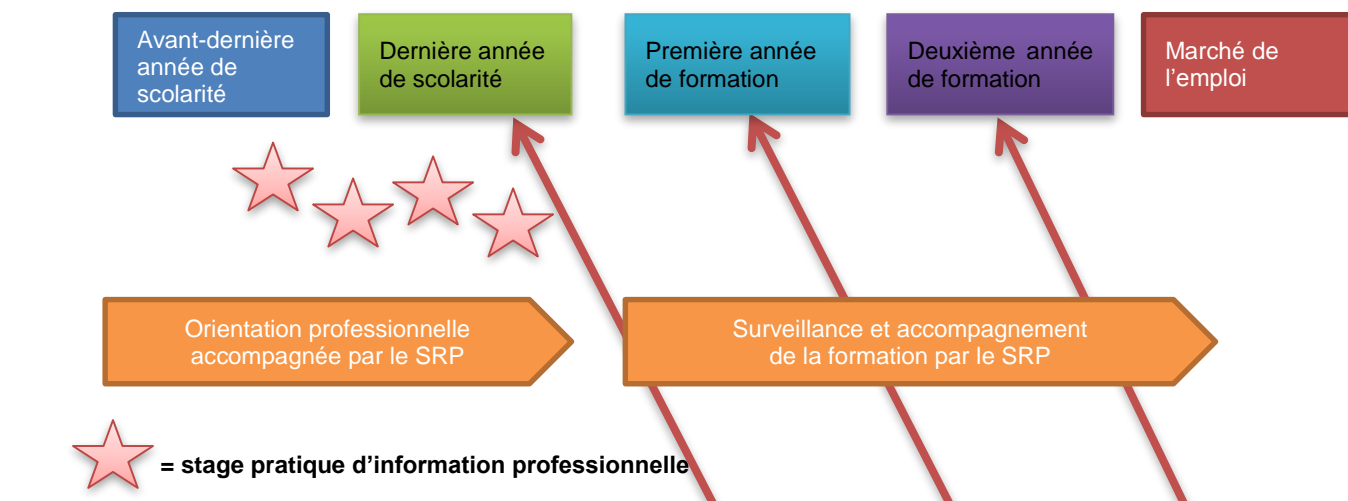 Avant-dernière
année de
scolarité
Dernière année
de scolarité
Première année
de formation
Deuxième année
de formation
Marché de
l’emploi
Orientation professionnelle
accompagnée par le SRP
Surveillance et accompagnement
de la formation par le SRP
= stage pratique d’information professionnelle